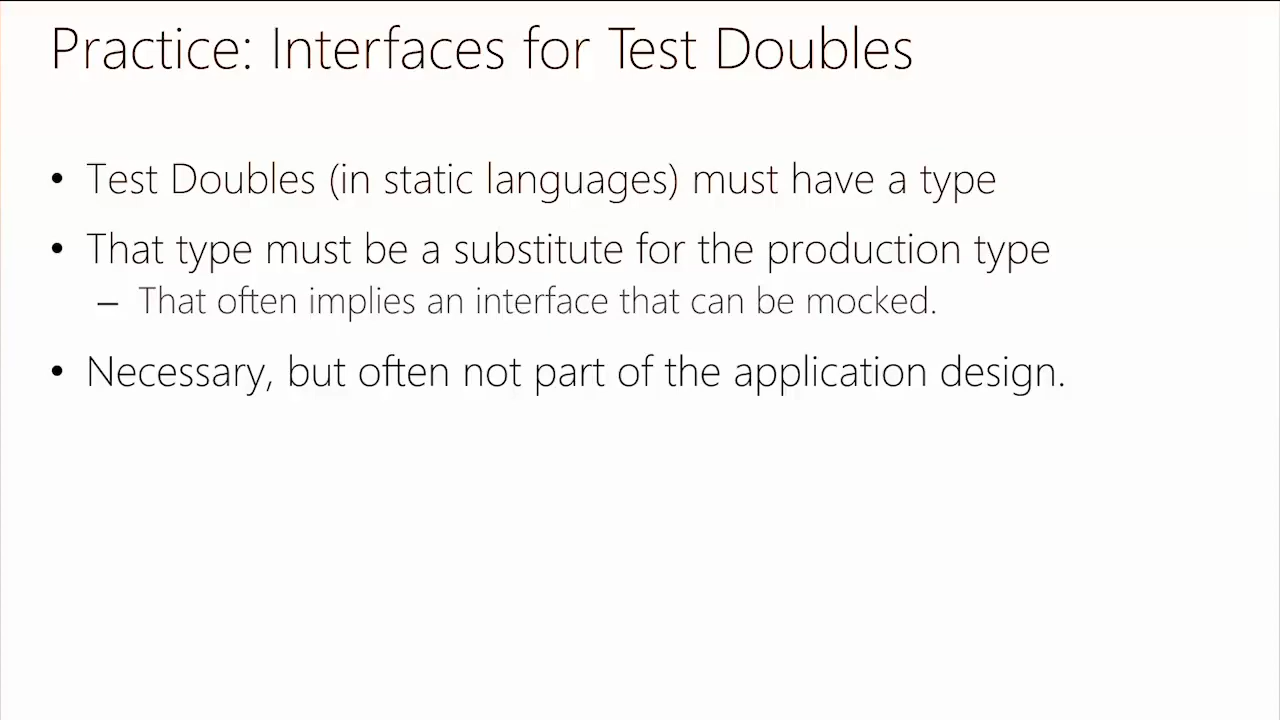 Practice: Interfaces for Test Doubles
• Test Doubles (in static languages) must have a type
• That type must be a substitute for the production type
– That often implies an interface that can be mocked.
• Necessary, but often not part of the application design.